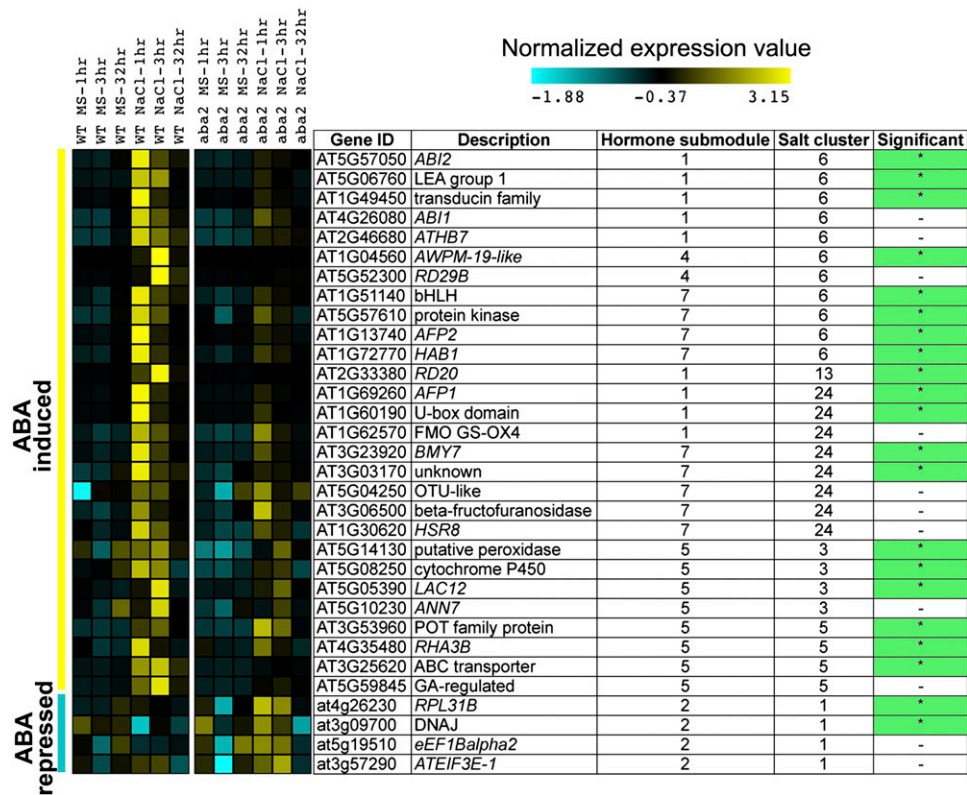 WT MS-1hr
WT MS-3hr
WT MS-32hr
WT NaCl-1hr
WT NaCl-3hr
WT NaCl-32hr
aba2 MS-1hr
aba2 MS-3hr
aba2 MS-32hr
aba2 NaCl-1hr
aba2 NaCl-3hr
aba2 NaCl-32hr
Normalized expression value
-1.88 -0.37 3.15
Gene ID Description Hormone submodule Salt cluster Significant
AT5G57050 ABI2 1 6 *
AT5G06760 LEA group 1 1 6 *
AT1G49450 transducin family 1 6 *
AT4G26080 ABI1 1 6 -
AT2G46680 ATHB7 1 6 -
AT1G04560 AWPM-19-like 4 6 *
AT5G52300 RD29B 4 6 -
AT1G51140 bHLH 7 6 *
AT5G57610 protein kinase 7 6 *
AT1G13740 AFP2 7 6 *
AT1G72770 HAB1 7 6 *
AT2G33380 RD20 1 13 *
AT1G69260 AFP1 1 24 *
AT1G60190 U-box domain 1 24 *
AT1G62570 FMO GS-OX4 1 24 -
AT3G23920 BMY7 7 24 *
AT3G03170 unknown 7 24 *
AT5G04250 OTU-like 7 24 -
AT3G06500 beta-fructofuranosidase 7 24 -
AT1G30620 HSR8 7 24 -
AT5G14130 putative peroxidase 5 3 *
AT5G08250 cytochrome P450 5 3 *
AT5G05390 LAC12 5 3 *
AT5G10230 ANN7 5 3 -
AT3G53960 POT family protein 5 5 *
AT4G35480 RHA3B 5 5 *
AT3G25620 ABC transporter 5 5 *
AT5G59845 GA-regulated 5 5 -
at4g26230 RPL31B 2 1 *
at3g09700 DNAJ 2 1 *
at5g19510 eEF1Balpha2 2 1 -
at3g57290 ATEIF3E-1 2 1 -
ABA
induced
ABA
repressed